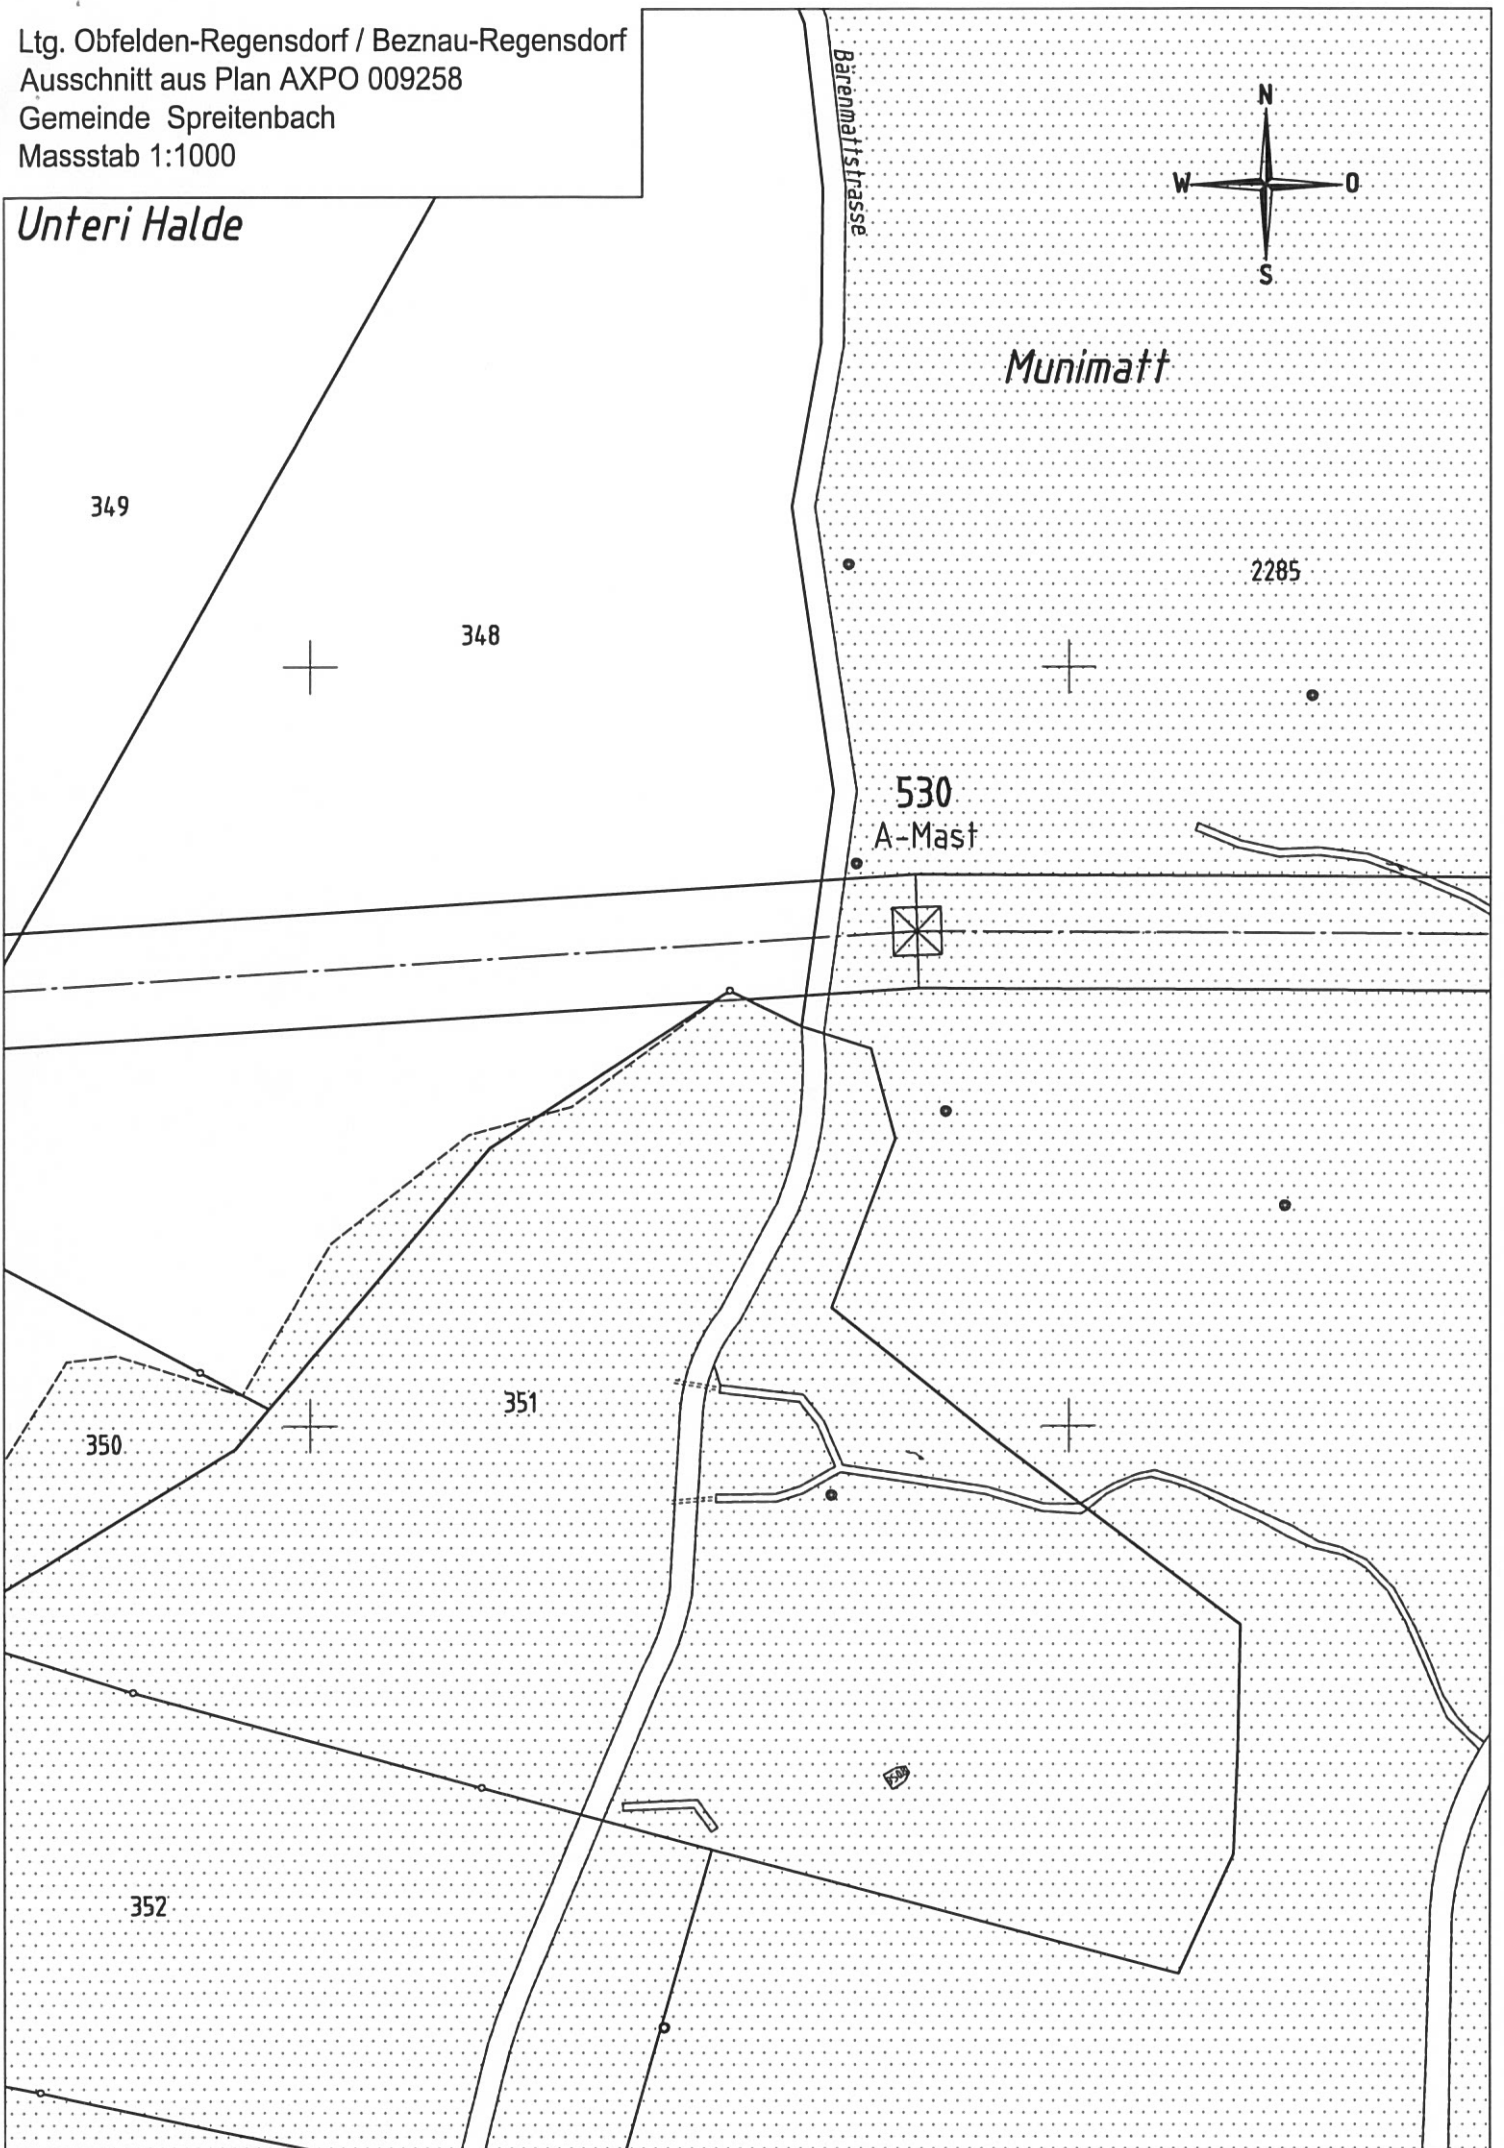 Ltg. Obfelden-Regensdorf / Beznau-Regensdorf
Ausschnitt aus Plan AXPO 009258
Gemeinde Spreitenbach
Massstab 1:1000
Unteri Halde
Bärenmattstrasse
N
W
O
S
Munimatt
349
2285
348
530
A-Mast
351
350
352